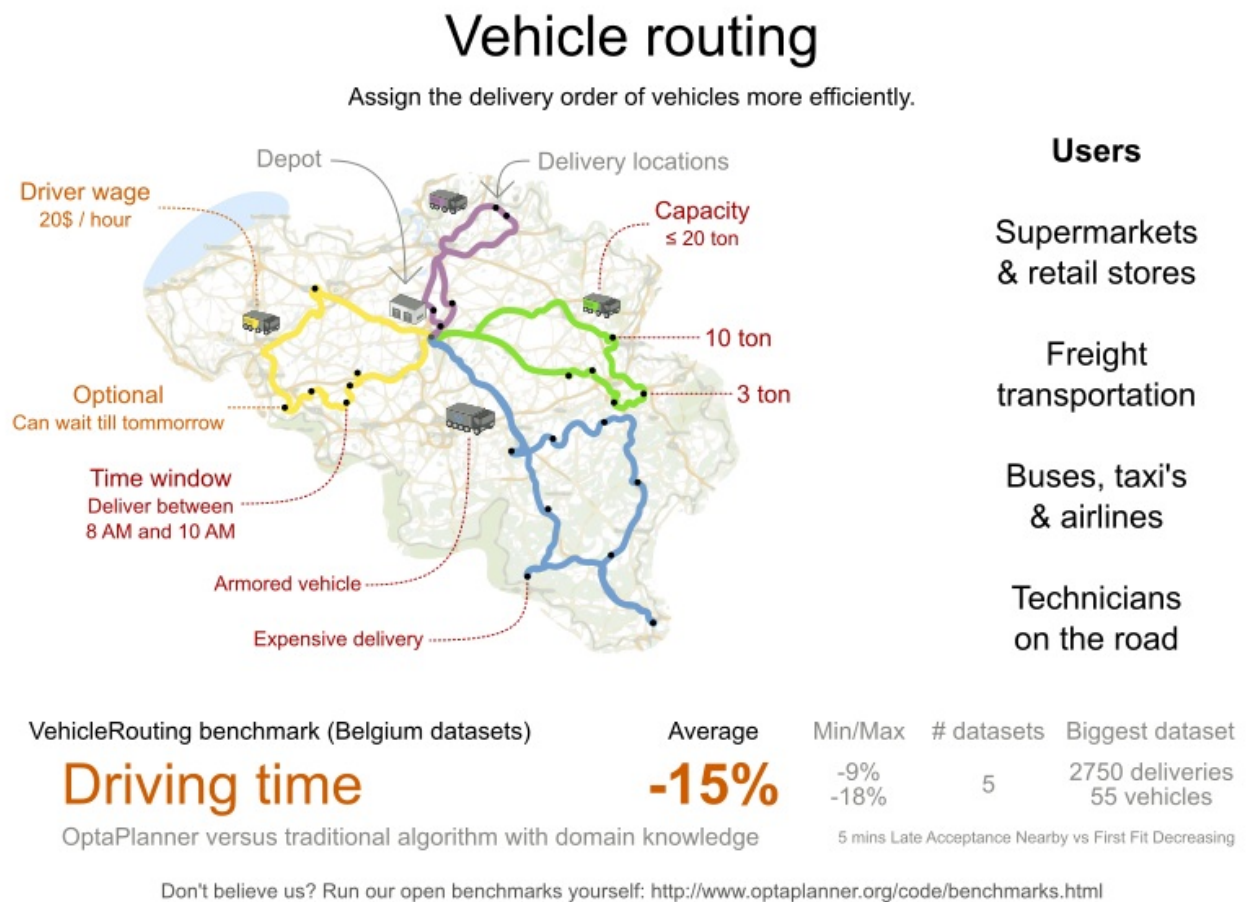 Vehicle routing
Assign the delivery order of vehicles more efficiently.
Depot
Delivery locations
Driver wage
20$ / hour
Capacity
≤ 20 ton
10 ton
3 ton
Optional
Can wait till tommorrow
Time window
Deliver between
8 AM and 10 AM
Armored vehicle
Expensive delivery
Users
Supermarkets
& retail stores
Freight
transportation
Buses, taxi's
& airlines
Technicians
on the road
VehicleRouting benchmark (Belgium datasets)
Driving time
OptaPlanner versus traditional algorithm with domain knowledge
Average
-15%
Min/Max
-9%
-18%
# datasets
5
Biggest dataset
2750 deliveries
55 vehicles
5 mins Late Acceptance Nearby vs First Fit Decreasing
Don't believe us? Run our open benchmarks yourself: http://www.optaplanner.org/code/benchmarks.html